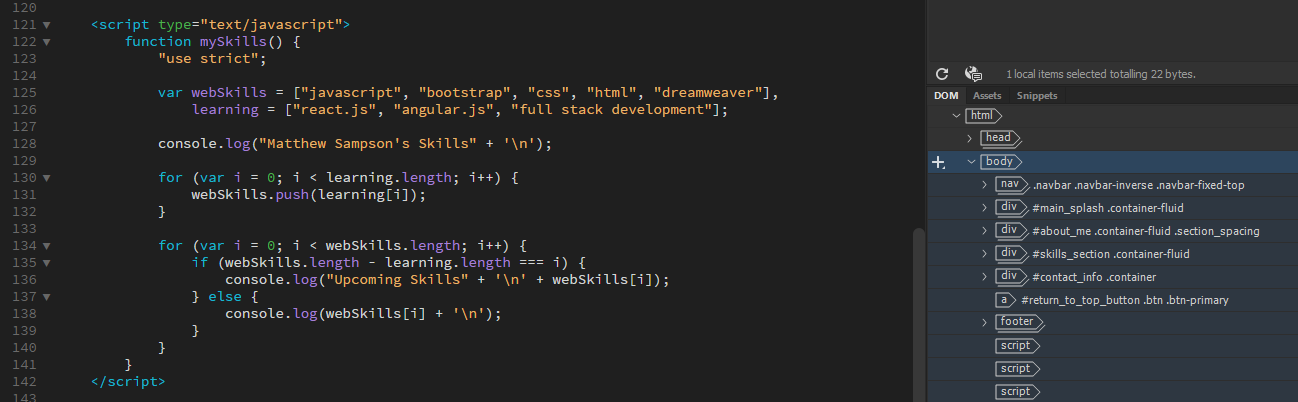 120
121 <script type="text/javascript">
122 function mySkills() {
123 "use strict";
124
125 var webSkills = ["javascript", "bootstrap", "css", "html", "dreamweaver"],
126 learning = ["react.js", "angular.js", "full stack development"];
127
128 console.log("Matthew Sampson's Skills" + '\n');
129
130 for (var i = 0; i < learning.length; i++) {
131 webSkills.push(learning[i]);
132 }
133
134 for (var i = 0; i < webSkills.length; i++) {
135 if (webSkills.length - learning.length === i) {
136 console.log("Upcoming Skills" + '\n' + webSkills[i]);
137 } else {
138 console.log(webSkills[i] + '\n');
139 }
140 }
141 }
142 </script>
143
1 local items selected totalling 22 bytes.
DOM Assets Snippets
html
head
body
nav .navbar .navbar-inverse .navbar-fixed-top
div #main_splash .container-fluid
div #about_me .container-fluid .section_spacing
div #skills_section .container-fluid
div #contact_info .container
a #return_to_top_button .btn .btn-primary
footer
script
script
script